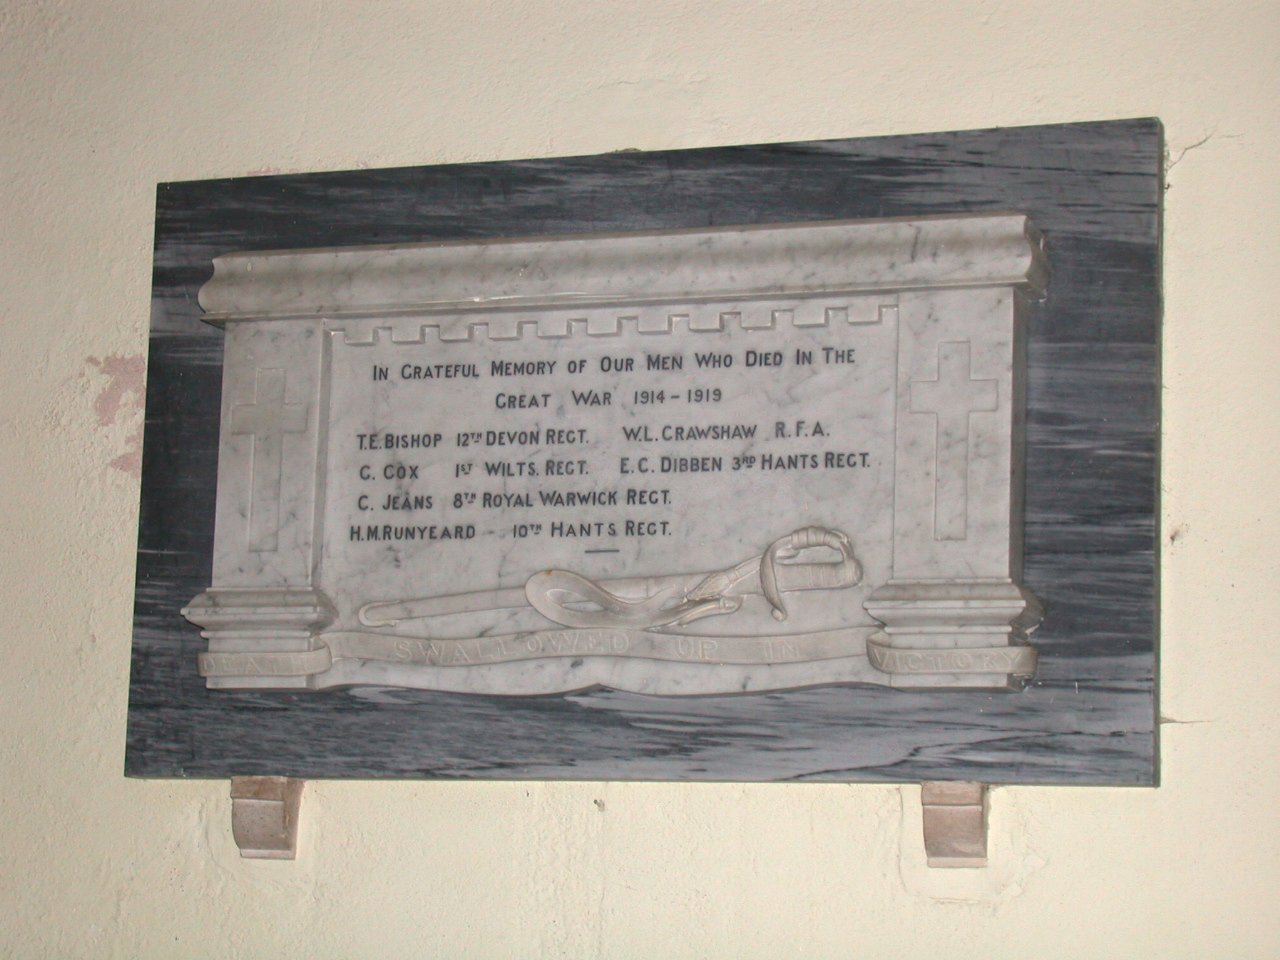 IN GRATEFUL MEMORY OF OUR MEN WHO DIED IN THE
GREAT WAR 1914 - 1919
T.E. BISHOP 12TH DEVON REGT. W.L. CRAWSHAW R.F.A.
C. COX 1ST WILTS. REGT. E.C. DIBBEN 3RD HANTS REGT.
C. JEANS 8TH ROYAL WARWICK REGT.
H.M. RUNYEARD 10TH HANTS REGT.
DEATH SWALLOWED UP IN VICTORY